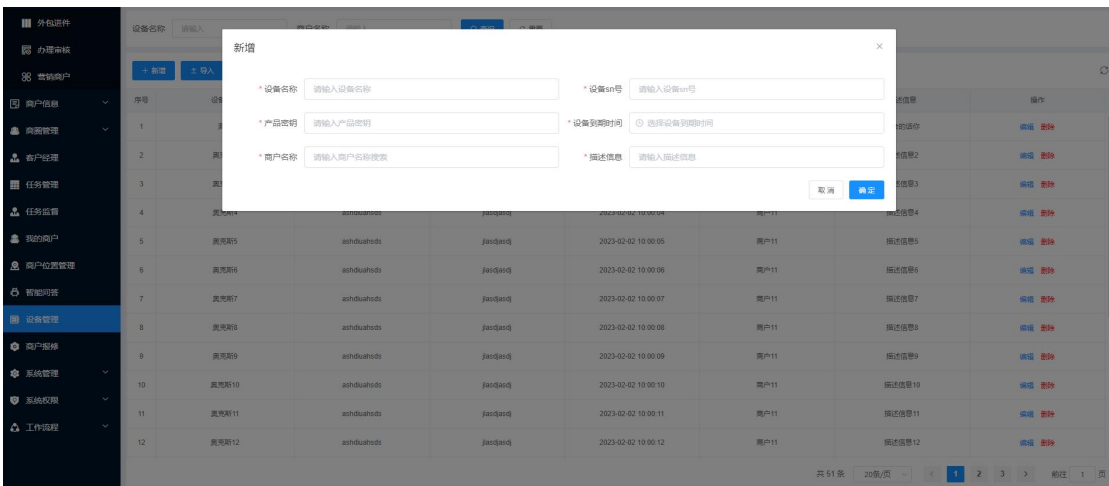 外包进件
办理审核
营销商户
商户信息
商圈管理
客户经理
任务管理
任务监督
我的商户
商户位置管理
智能问答
设备管理
商户报修
系统管理
系统权限
工作流程
设备名称 请输入 商户名称 请输入 查询 重置
新增 导入
新增
* 设备名称 请输入设备名称 * 设备sn号 请输入设备sn号
* 产品密钥 请输入产品密钥 * 设备到期时间 选择设备到期时间
* 商户名称 请输入商户名称搜索 * 描述信息 请输入描述信息
取消 确定
序号 操作
1 编辑 删除
2 编辑 删除
3 编辑 删除
4 奥克斯4 ashdiuahsds jiasdjasdj 2023-02-02 10:00:04 商户11 描述信息4 编辑 删除
5 奥克斯5 ashdiuahsds jiasdjasdj 2023-02-02 10:00:05 商户11 描述信息5 编辑 删除
6 奥克斯6 ashdiuahsds jiasdjasdj 2023-02-02 10:00:06 商户11 描述信息6 编辑 删除
7 奥克斯7 ashdiuahsds jiasdjasdj 2023-02-02 10:00:07 商户11 描述信息7 编辑 删除
8 奥克斯8 ashdiuahsds jiasdjasdj 2023-02-02 10:00:08 商户11 描述信息8 编辑 删除
9 奥克斯9 ashdiuahsds jiasdjasdj 2023-02-02 10:00:09 商户11 描述信息9 编辑 删除
10 奥克斯10 ashdiuahsds jiasdjasdj 2023-02-02 10:00:10 商户11 描述信息10 编辑 删除
11 奥克斯11 ashdiuahsds jiasdjasdj 2023-02-02 10:00:11 商户11 描述信息11 编辑 删除
12 奥克斯12 ashdiuahsds jiasdjasdj 2023-02-02 10:00:12 商户11 描述信息12 编辑 删除
共 51 条 20条/页 1 2 3 前往 1 页